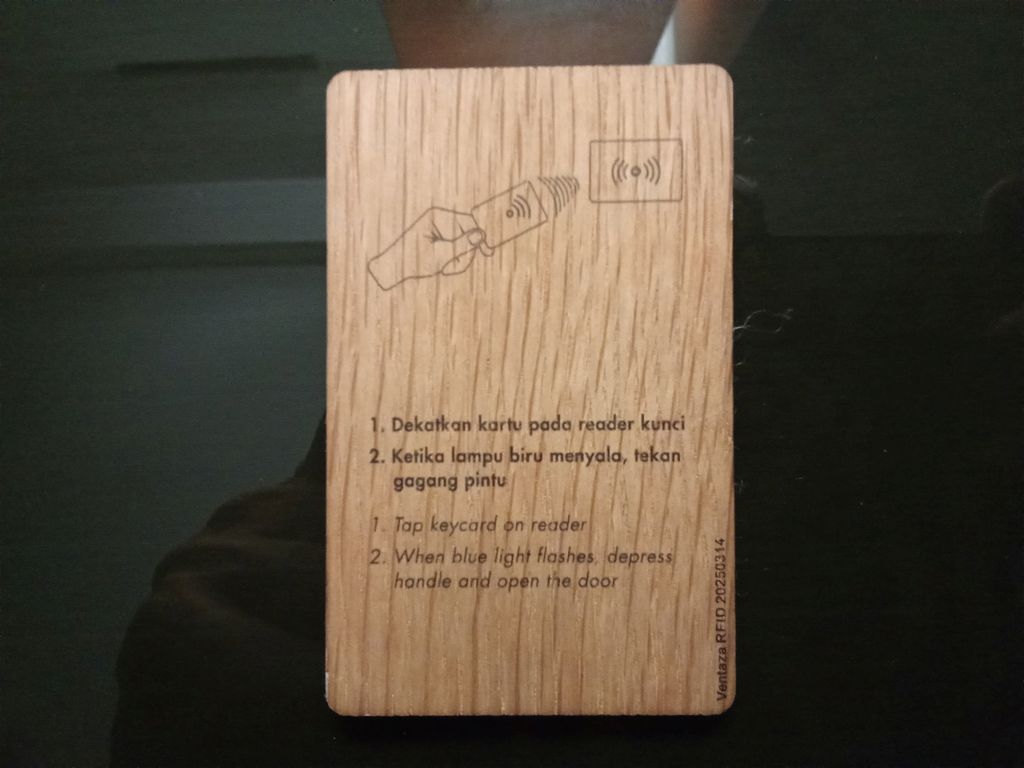 1. Dekatkan kartu pada reader kunci
2. Ketika lampu biru menyala, tekan
gagang pintu
1. Tap keycard on reader
2. When blue light flashes, depress
handle and open the door
Ventaza RFID 20250314